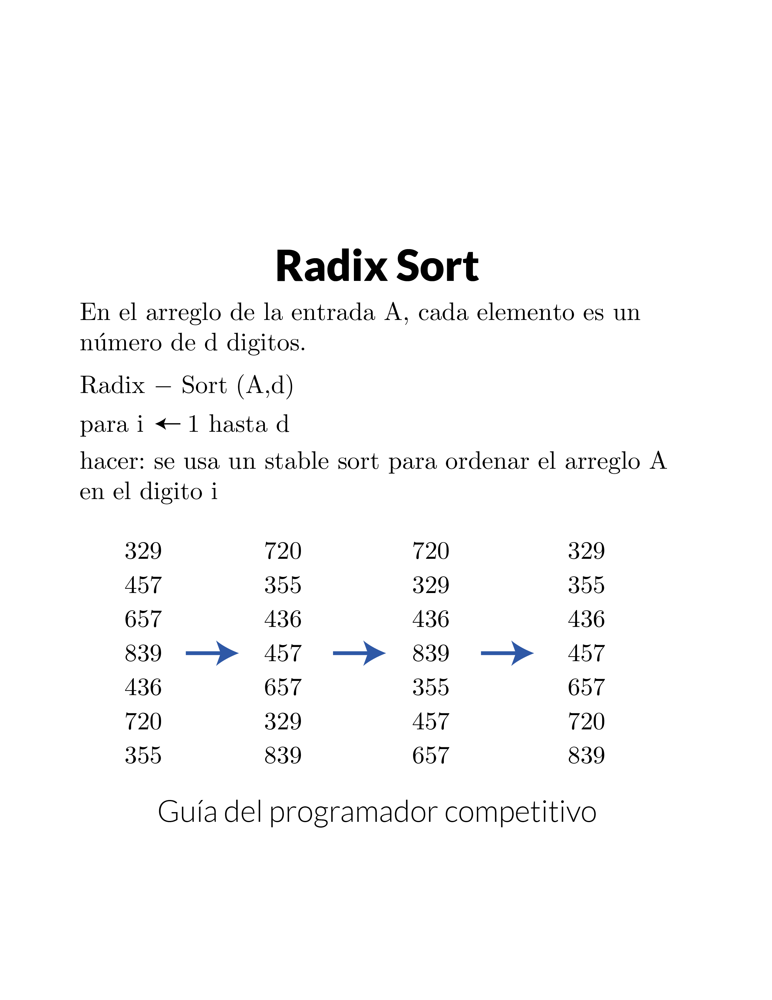 Radix Sort
En el arreglo de la entrada A, cada elemento es un
número de d digitos.
Radix − Sort (A,d)
para i ← 1 hasta d
hacer: se usa un stable sort para ordenar el arreglo A
en el digito i
329 720 720 329
457 355 329 355
657 436 436 436
839 457 839 457
436 657 355 657
720 329 457 720
355 839 657 839
Guía del programador competitivo